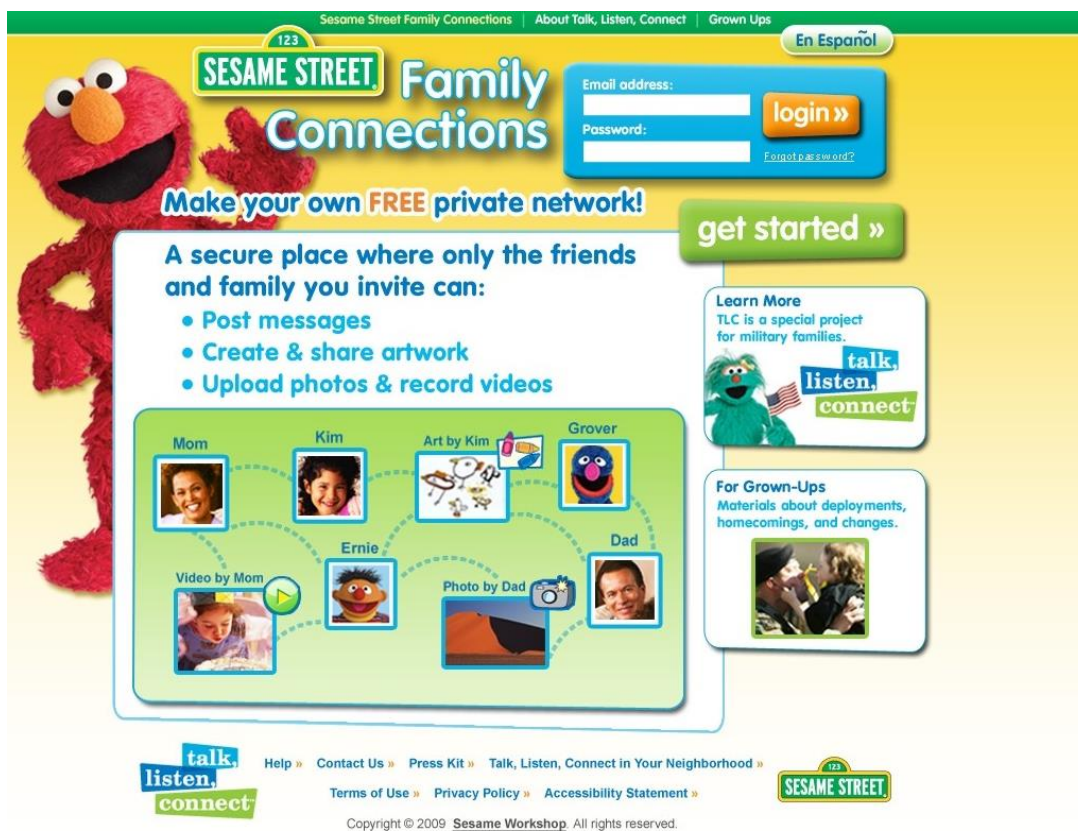 Sesame Street Family Connections | About Talk, Listen, Connect | Grown Ups
En Español
123
SESAME STREET
Family
Connections
Email address:
Password:
login »
Forgot password?
Make your own FREE private network!
get started »
A secure place where only the friends
and family you invite can:
• Post messages
• Create & share artwork
• Upload photos & record videos
Mom
Kim
Art by Kim
Grover
Video by Mom
Ernie
Photo by Dad
Dad
Learn More
TLC is a special project
for military families.
talk,
listen,
connect™
For Grown-Ups
Materials about deployments,
homecomings, and changes.
talk,
listen,
connect™
Help » Contact Us » Press Kit » Talk, Listen, Connect in Your Neighborhood »
Terms of Use » Privacy Policy » Accessibility Statement »
123
SESAME STREET
Copyright © 2009 Sesame Workshop. All rights reserved.